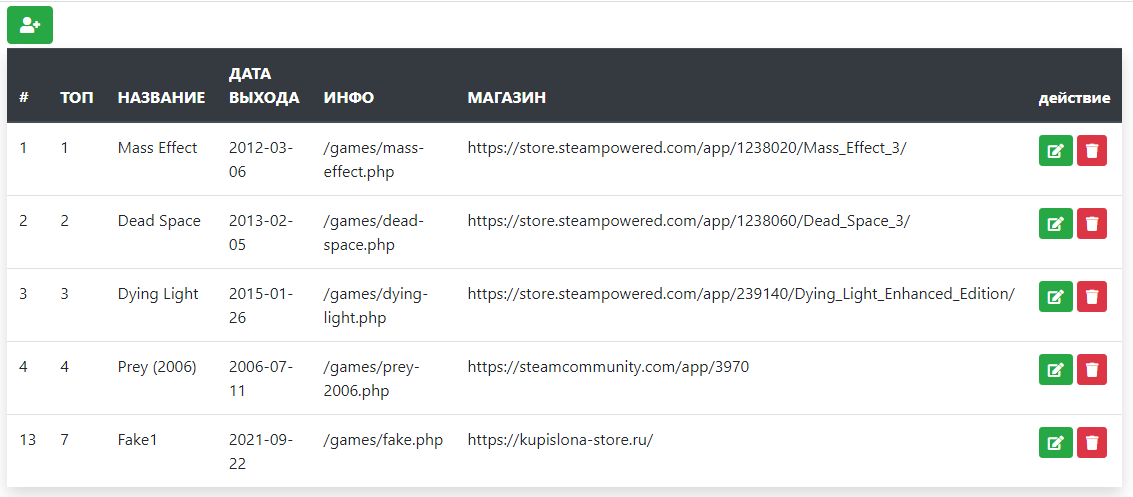 # ТОП НАЗВАНИЕ ДАТА ВЫХОДА ИНФО МАГАЗИН действие
1 1 Mass Effect 2012-03-06 /games/mass-effect.php https://store.steampowered.com/app/1238020/Mass_Effect_3/
2 2 Dead Space 2013-02-05 /games/dead-space.php https://store.steampowered.com/app/1238060/Dead_Space_3/
3 3 Dying Light 2015-01-26 /games/dying-light.php https://store.steampowered.com/app/239140/Dying_Light_Enhanced_Edition/
4 4 Prey (2006) 2006-07-11 /games/prey-2006.php https://steamcommunity.com/app/3970
13 7 Fake1 2021-09-22 /games/fake.php https://kupislona-store.ru/